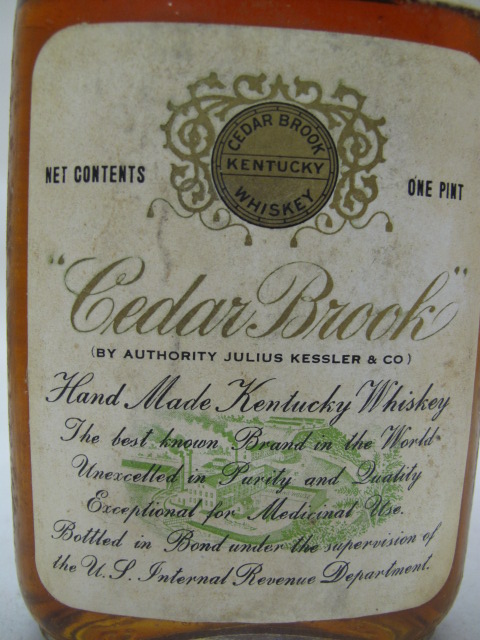 CEDAR BROOK
KENTUCKY
WHISKEY
NET CONTENTS
ONE PINT
"Cedar Brook"
(BY AUTHORITY JULIUS KESSLER & CO)
Hand Made Kentucky Whiskey
The best known Brand in the World
Unexcelled in Purity and Quality
Exceptional for Medicinal Use.
Bottled in Bond under the supervision of
the U.S. Internal Revenue Department.